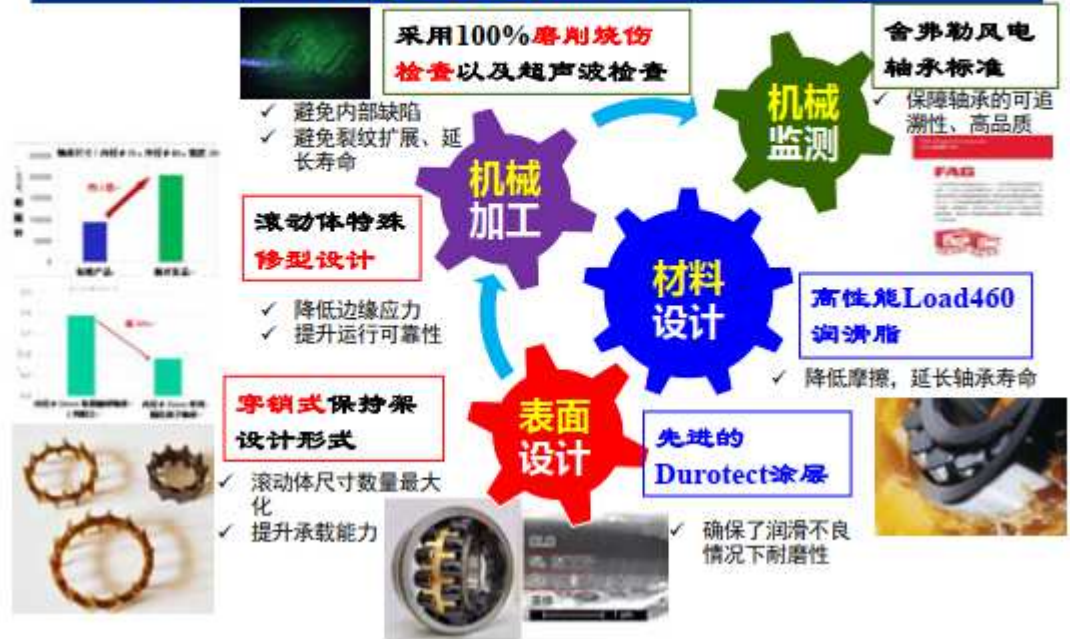 采用100%磨削烧伤
检查以及超声波检查
✓ 避免内部缺陷
✓ 避免裂纹扩展、延
长寿命
机械
加工
机械
监测
舍弗勒风电
轴承标准
✓ 保障轴承的可追
溯性、高品质
FAG
滚动体特殊
修型设计
✓ 降低边缘应力
✓ 提升运行可靠性
材料
设计
高性能Load460
润滑脂
✓ 降低摩擦，延长轴承寿命
穿销式保持架
设计形式
✓ 滚动体尺寸数量最大
化
✓ 提升承载能力
表面
设计
先进的
Durotect涂层
✓ 确保了润滑不良
情况下耐磨性